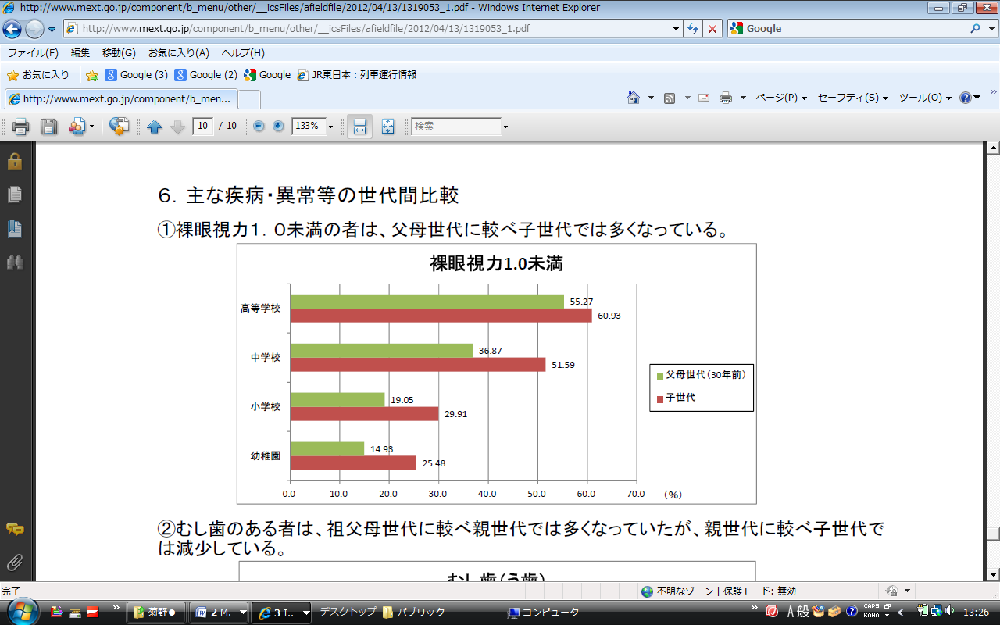 http://www.mext.go.jp/component/b_menu/other/__icsFiles/afieldfile/2012/04/13/1319053_1.pdf - Windows Internet Explorer
http://www.mext.go.jp/component/b_menu/other/__icsFiles/afieldfile/2012/04/13/1319053_1.pdf
Google
ファイル(F) 編集 移動(G) お気に入り(A) ヘルプ(H)
お気に入り Google (3) Google (2) Google JR東日本：列車運行情報
http://www.mext.go.jp/component/b_men... ページ(P) セーフティ(S) ツール(O)
10 / 10 133% 検索
６．主な疾病・異常等の世代間比較
①裸眼視力１．０未満の者は、父母世代に較べ子世代では多くなっている。
裸眼視力1.0未満
高等学校 55.27
60.93
中学校 36.87
51.59
小学校 19.05
29.91
幼稚園 14.93
25.48
0.0 10.0 20.0 30.0 40.0 50.0 60.0 70.0 (%)
父母世代（30年前）
子世代
②むし歯のある者は、祖父母世代に較べ親世代では多くなっていたが、親世代に較べ子世代で
は減少している。
むし歯（う歯）
完了 不明なゾーン | 保護モード: 無効
菊野● 2 M. 3 I.. デスクトップ パブリック コンピュータ A 般 CAPS KANA 13:26